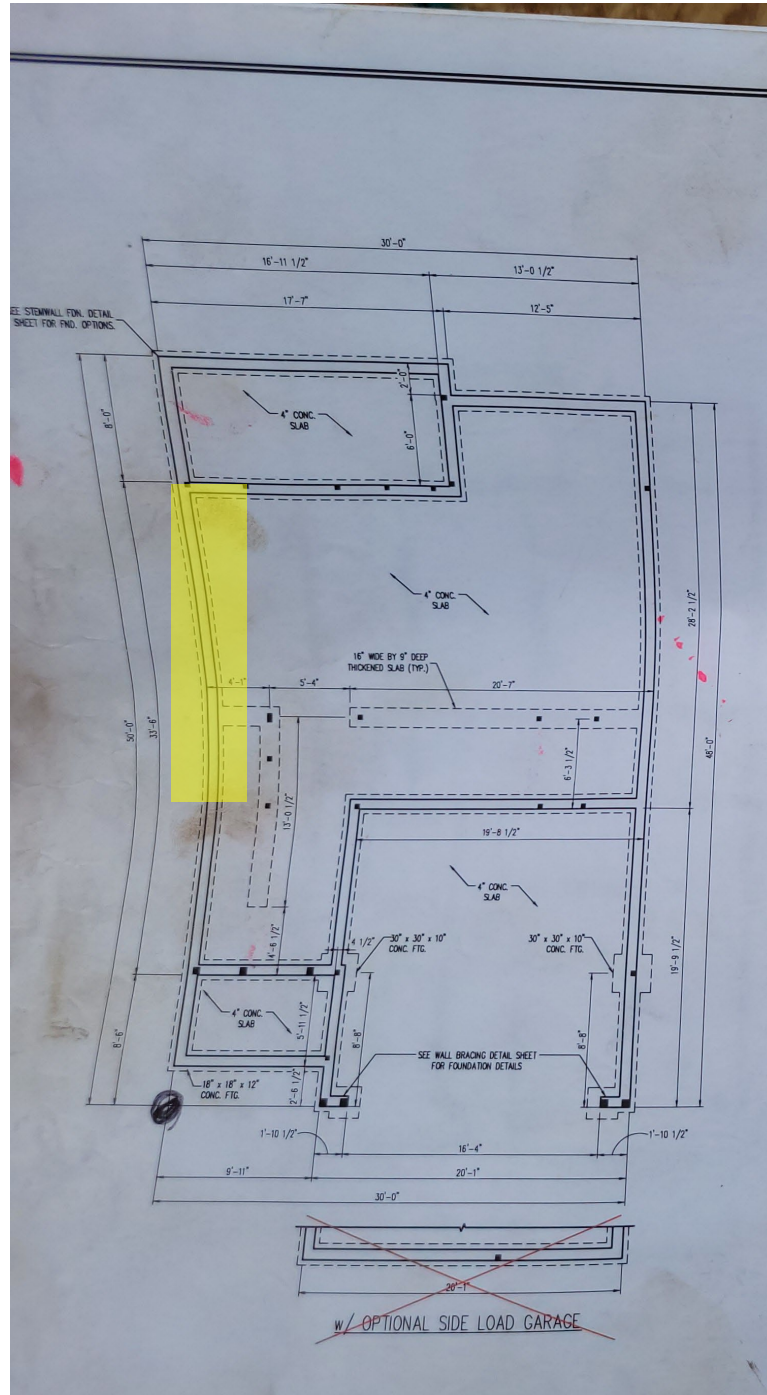 30'-0"
16'-11 1/2"
13'-0 1/2"
17'-7"
12'-5"
EE STEMWALL FDN. DETAIL
SHEET FOR FND. OPTIONS.
8'-0"
2'-0"
4" CONC.
SLAB
6'-0"
4" CONC.
SLAB
28'-2 1/2"
16" WIDE BY 9" DEEP
THICKENED SLAB (TYP.)
4'-1"
5'-4"
20'-7"
50'-0"
33'-6"
48'-0"
6'-3 1/2"
13'-0 1/2"
19'-8 1/2"
4" CONC.
SLAB
14'-6 1/2"
4 1/2"
30" x 30" x 10"
CONC. FTG.
30" x 30" x 10"
CONC. FTG.
19'-9 1/2"
4" CONC.
SLAB
5'-11 1/2"
8'-6"
8'-8"
8'-8"
SEE WALL BRACING DETAIL SHEET
FOR FOUNDATION DETAILS
18" x 18" x 12"
CONC. FTG.
2'-6 1/2"
1'-10 1/2"
16'-4"
1'-10 1/2"
9'-11"
20'-1"
30'-0"
20'-1"
w/ OPTIONAL SIDE LOAD GARAGE